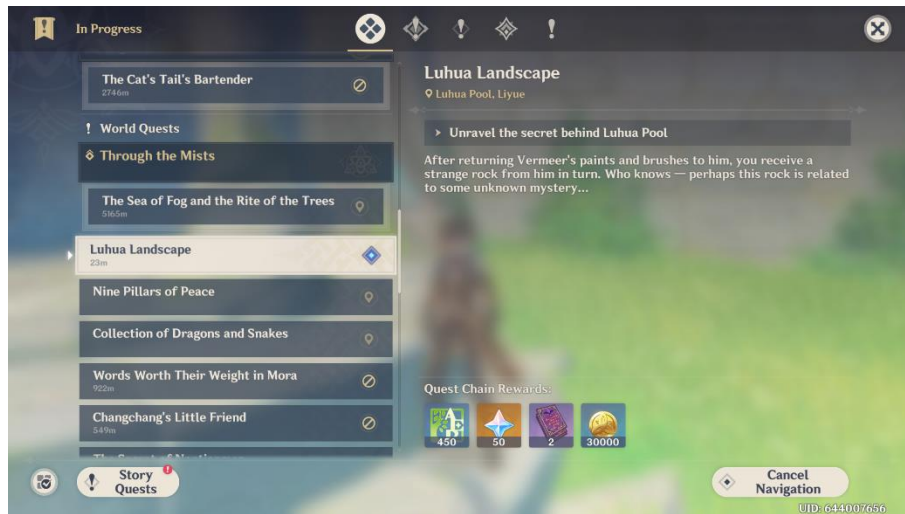 In Progress
The Cat's Tail's Bartender
2746m
World Quests
Through the Mists
The Sea of Fog and the Rite of the Trees
5165m
Luhua Landscape
23m
Nine Pillars of Peace
Collection of Dragons and Snakes
Words Worth Their Weight in Mora
922m
Changchang's Little Friend
549m
Story
Quests
Luhua Landscape
Luhua Pool, Liyue
Unravel the secret behind Luhua Pool
After returning Vermeer's paints and brushes to him, you receive a
strange rock from him in turn. Who knows — perhaps this rock is related
to some unknown mystery...
Quest Chain Rewards:
450
50
2
30000
Cancel
Navigation
UID: 644007656